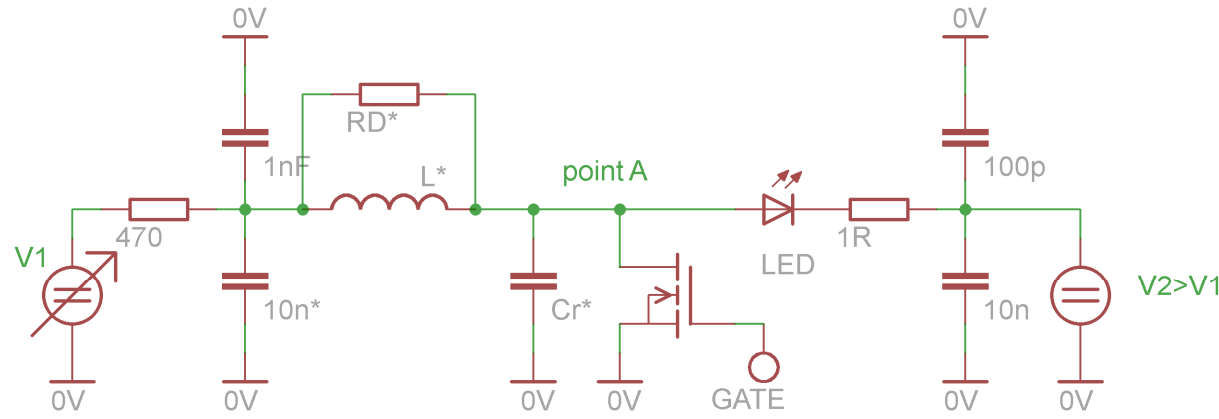 0V
0V
RD*
1nF
L*
point A
100p
470
1R
V1
LED
10n*
Cr*
10n
V2>V1
0V
0V
0V
0V
GATE
0V
0V